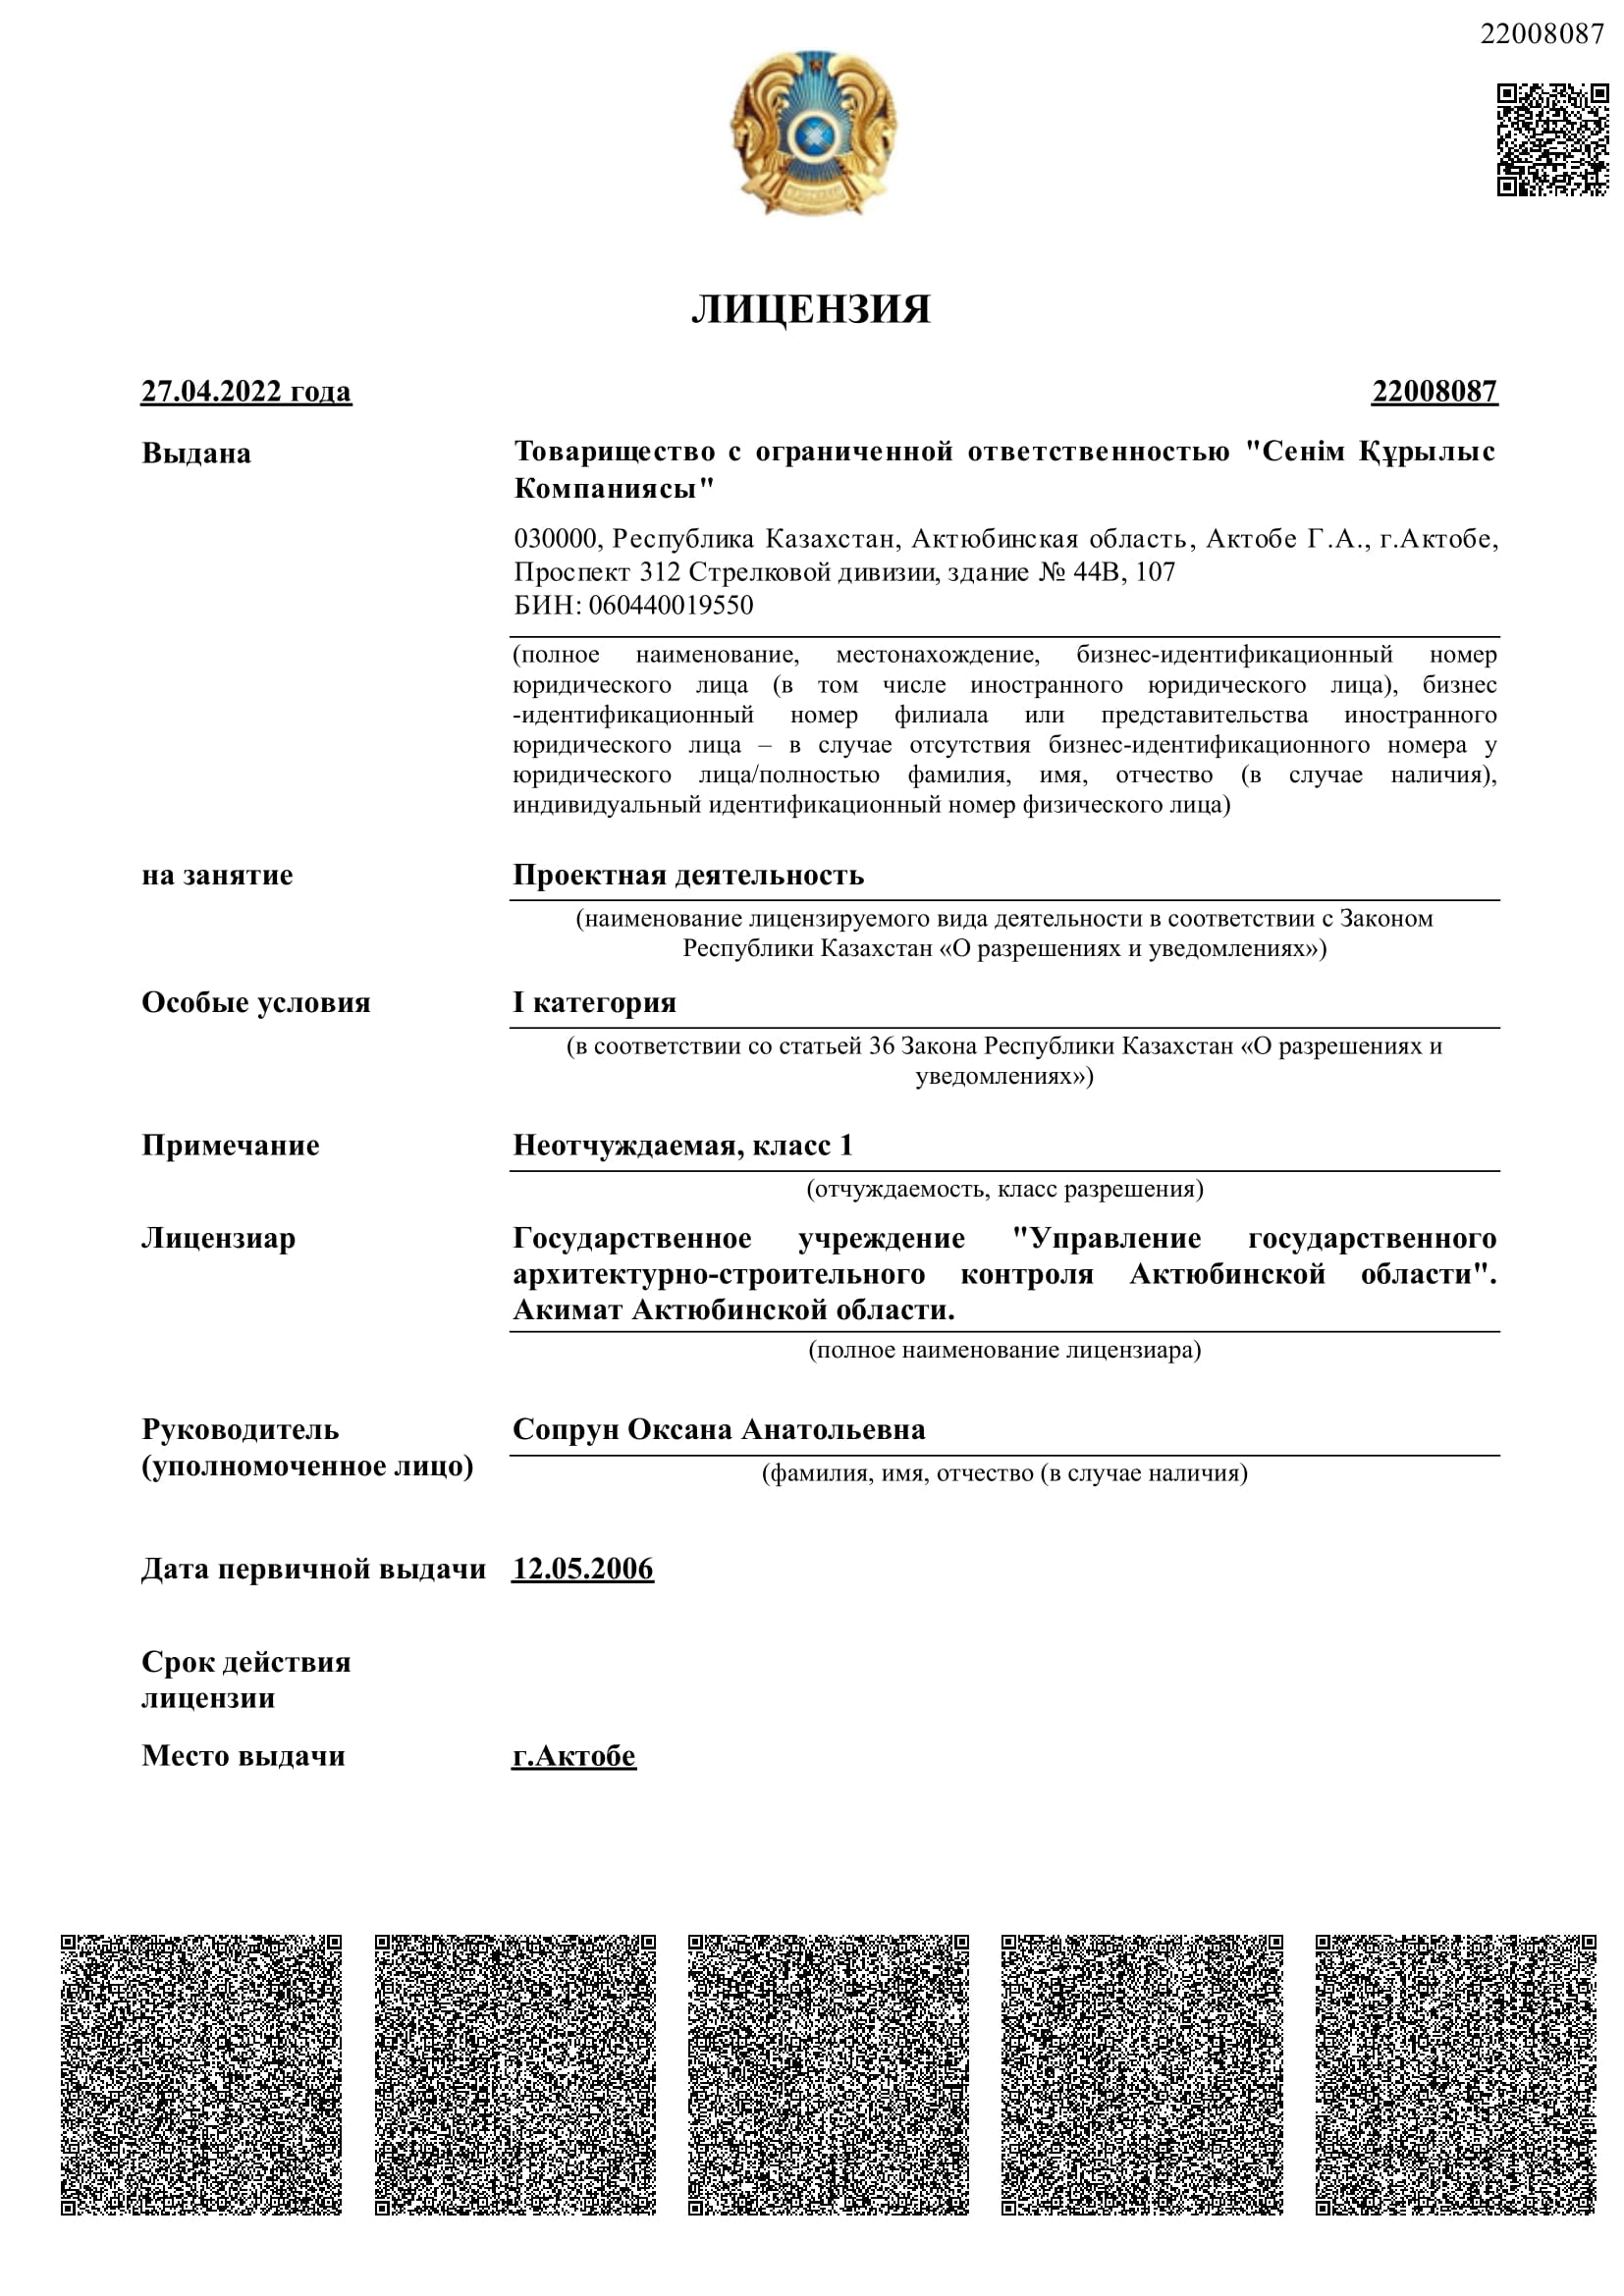 22008087
ЛИЦЕНЗИЯ
27.04.2022 года
22008087
Выдана
Товарищество с ограниченной ответственностью "Сенім Құрылыс
Компаниясы"
030000, Республика Казахстан, Актюбинская область, Актобе Г.А., г.Актобе,
Проспект 312 Стрелковой дивизии, здание № 44В, 107
БИН: 060440019550
(полное наименование, местонахождение, бизнес-идентификационный номер
юридического лица (в том числе иностранного юридического лица), бизнес
-идентификационный номер филиала или представительства иностранного
юридического лица – в случае отсутствия бизнес-идентификационного номера у
юридического лица/полностью фамилия, имя, отчество (в случае наличия),
индивидуальный идентификационный номер физического лица)
на занятие
Проектная деятельность
(наименование лицензируемого вида деятельности в соответствии с Законом
Республики Казахстан «О разрешениях и уведомлениях»)
Особые условия
I категория
(в соответствии со статьей 36 Закона Республики Казахстан «О разрешениях и
уведомлениях»)
Примечание
Неотчуждаемая, класс 1
(отчуждаемость, класс разрешения)
Лицензиар
Государственное учреждение "Управление государственного
архитектурно-строительного контроля Актюбинской области".
Акимат Актюбинской области.
(полное наименование лицензиара)
Руководитель
(уполномоченное лицо)
Сопрун Оксана Анатольевна
(фамилия, имя, отчество (в случае наличия)
Дата первичной выдачи
12.05.2006
Срок действия
лицензии
Место выдачи
г.Актобе